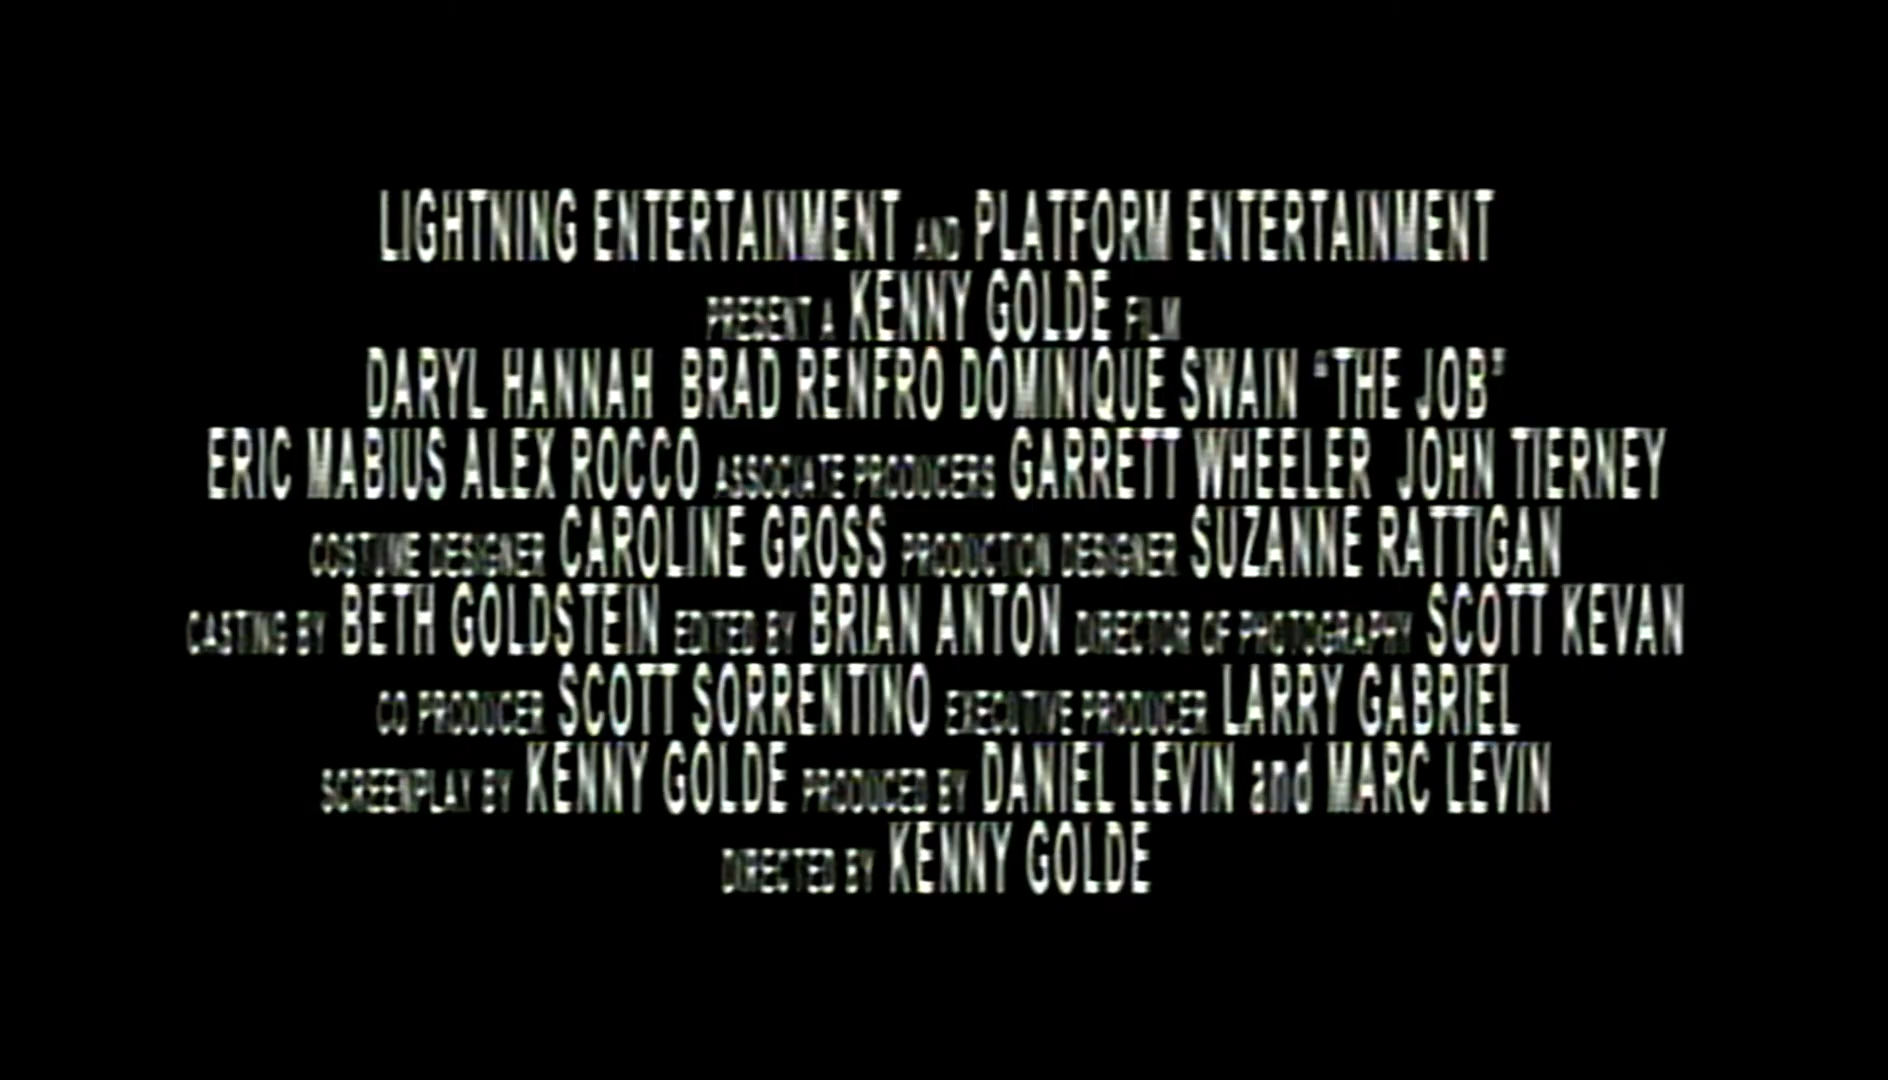 LIGHTNING ENTERTAINMENT AND PLATFORM ENTERTAINMENT
PRESENT A KENNY GOLDE FILM
DARYL HANNAH BRAD RENFRO DOMINIQUE SWAIN "THE JOB"
ERIC MABIUS ALEX ROCCO ASSOCIATE PRODUCERS GARRETT WHEELER JOHN TIERNEY
COSTUME DESIGNER CAROLINE GROSS PRODUCTION DESIGNER SUZANNE RATTIGAN
CASTING BY BETH GOLDSTEIN EDITED BY BRIAN ANTON DIRECTOR OF PHOTOGRAPHY SCOTT KEVAN
CO PRODUCER SCOTT SORRENTINO EXECUTIVE PRODUCER LARRY GABRIEL
SCREENPLAY BY KENNY GOLDE PRODUCED BY DANIEL LEVIN and MARC LEVIN
DIRECTED BY KENNY GOLDE